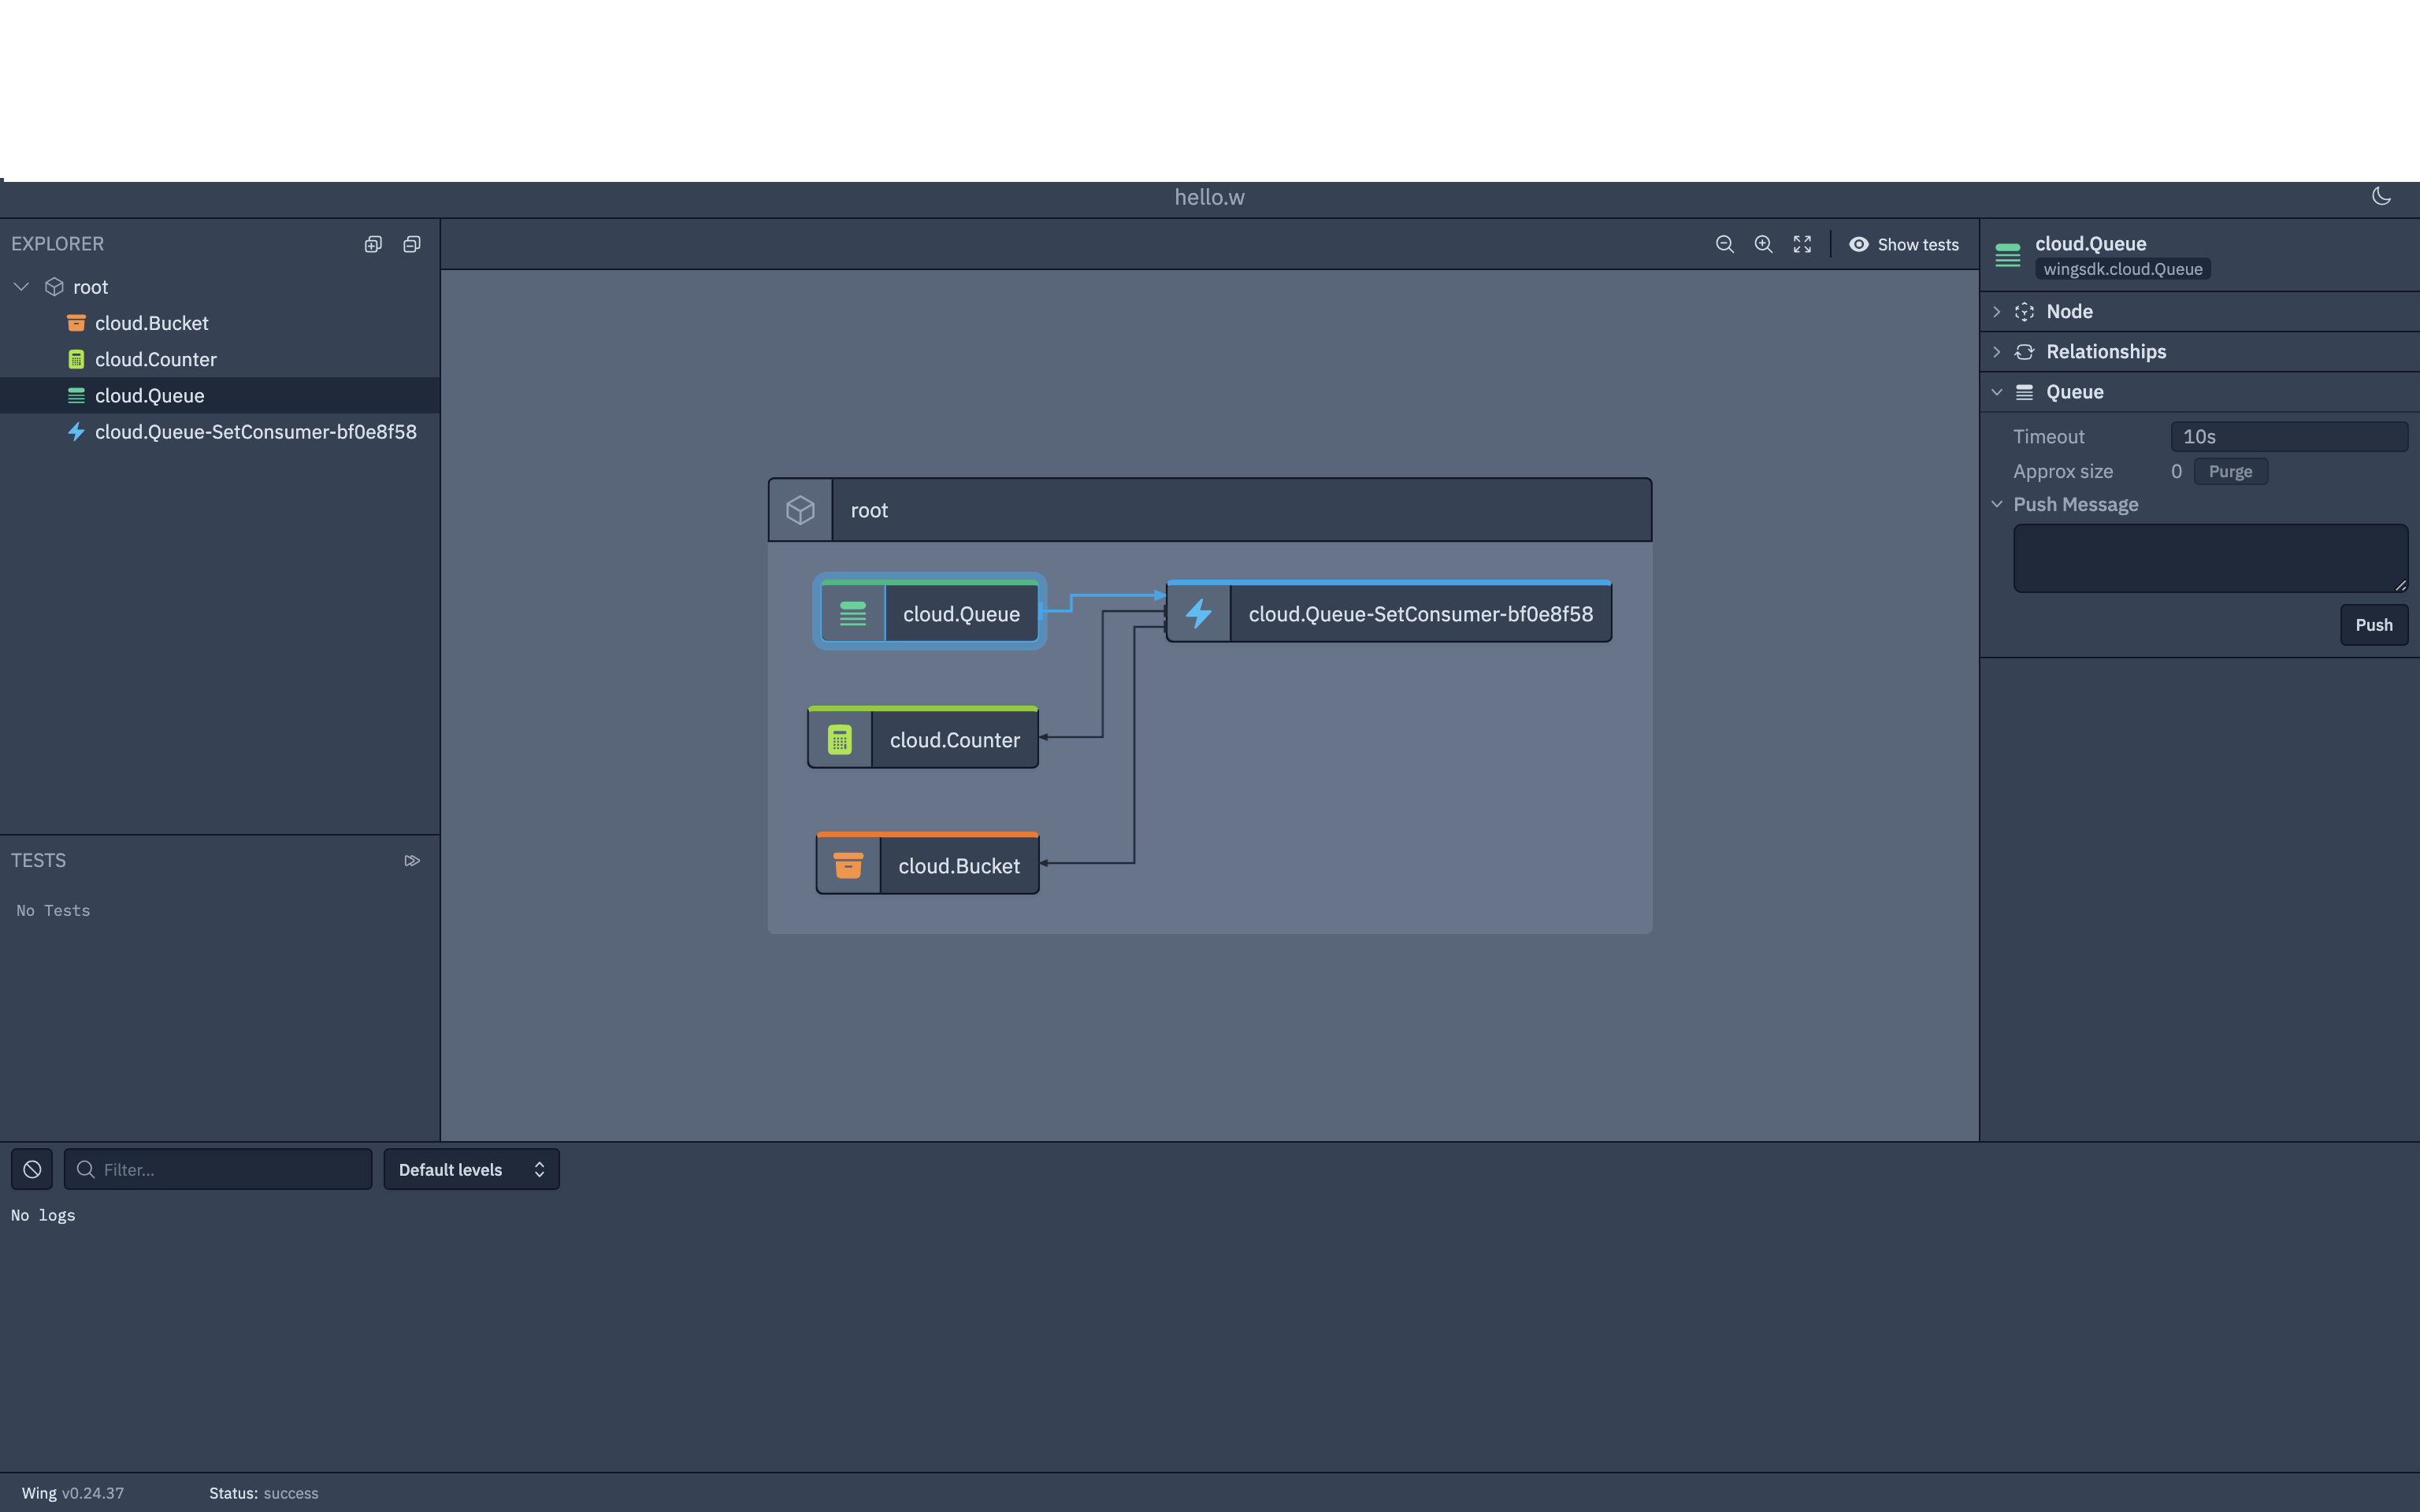 hello.w
EXPLORER
root
cloud.Bucket
cloud.Counter
cloud.Queue
cloud.Queue-SetConsumer-bf0e8f58
TESTS
No Tests
Show tests
root
cloud.Queue
cloud.Queue-SetConsumer-bf0e8f58
cloud.Counter
cloud.Bucket
cloud.Queue
wingsdk.cloud.Queue
Node
Relationships
Queue
Timeout 10s
Approx size 0 Purge
Push Message
Push
Filter... Default levels
No logs
Wing v0.24.37 Status: success